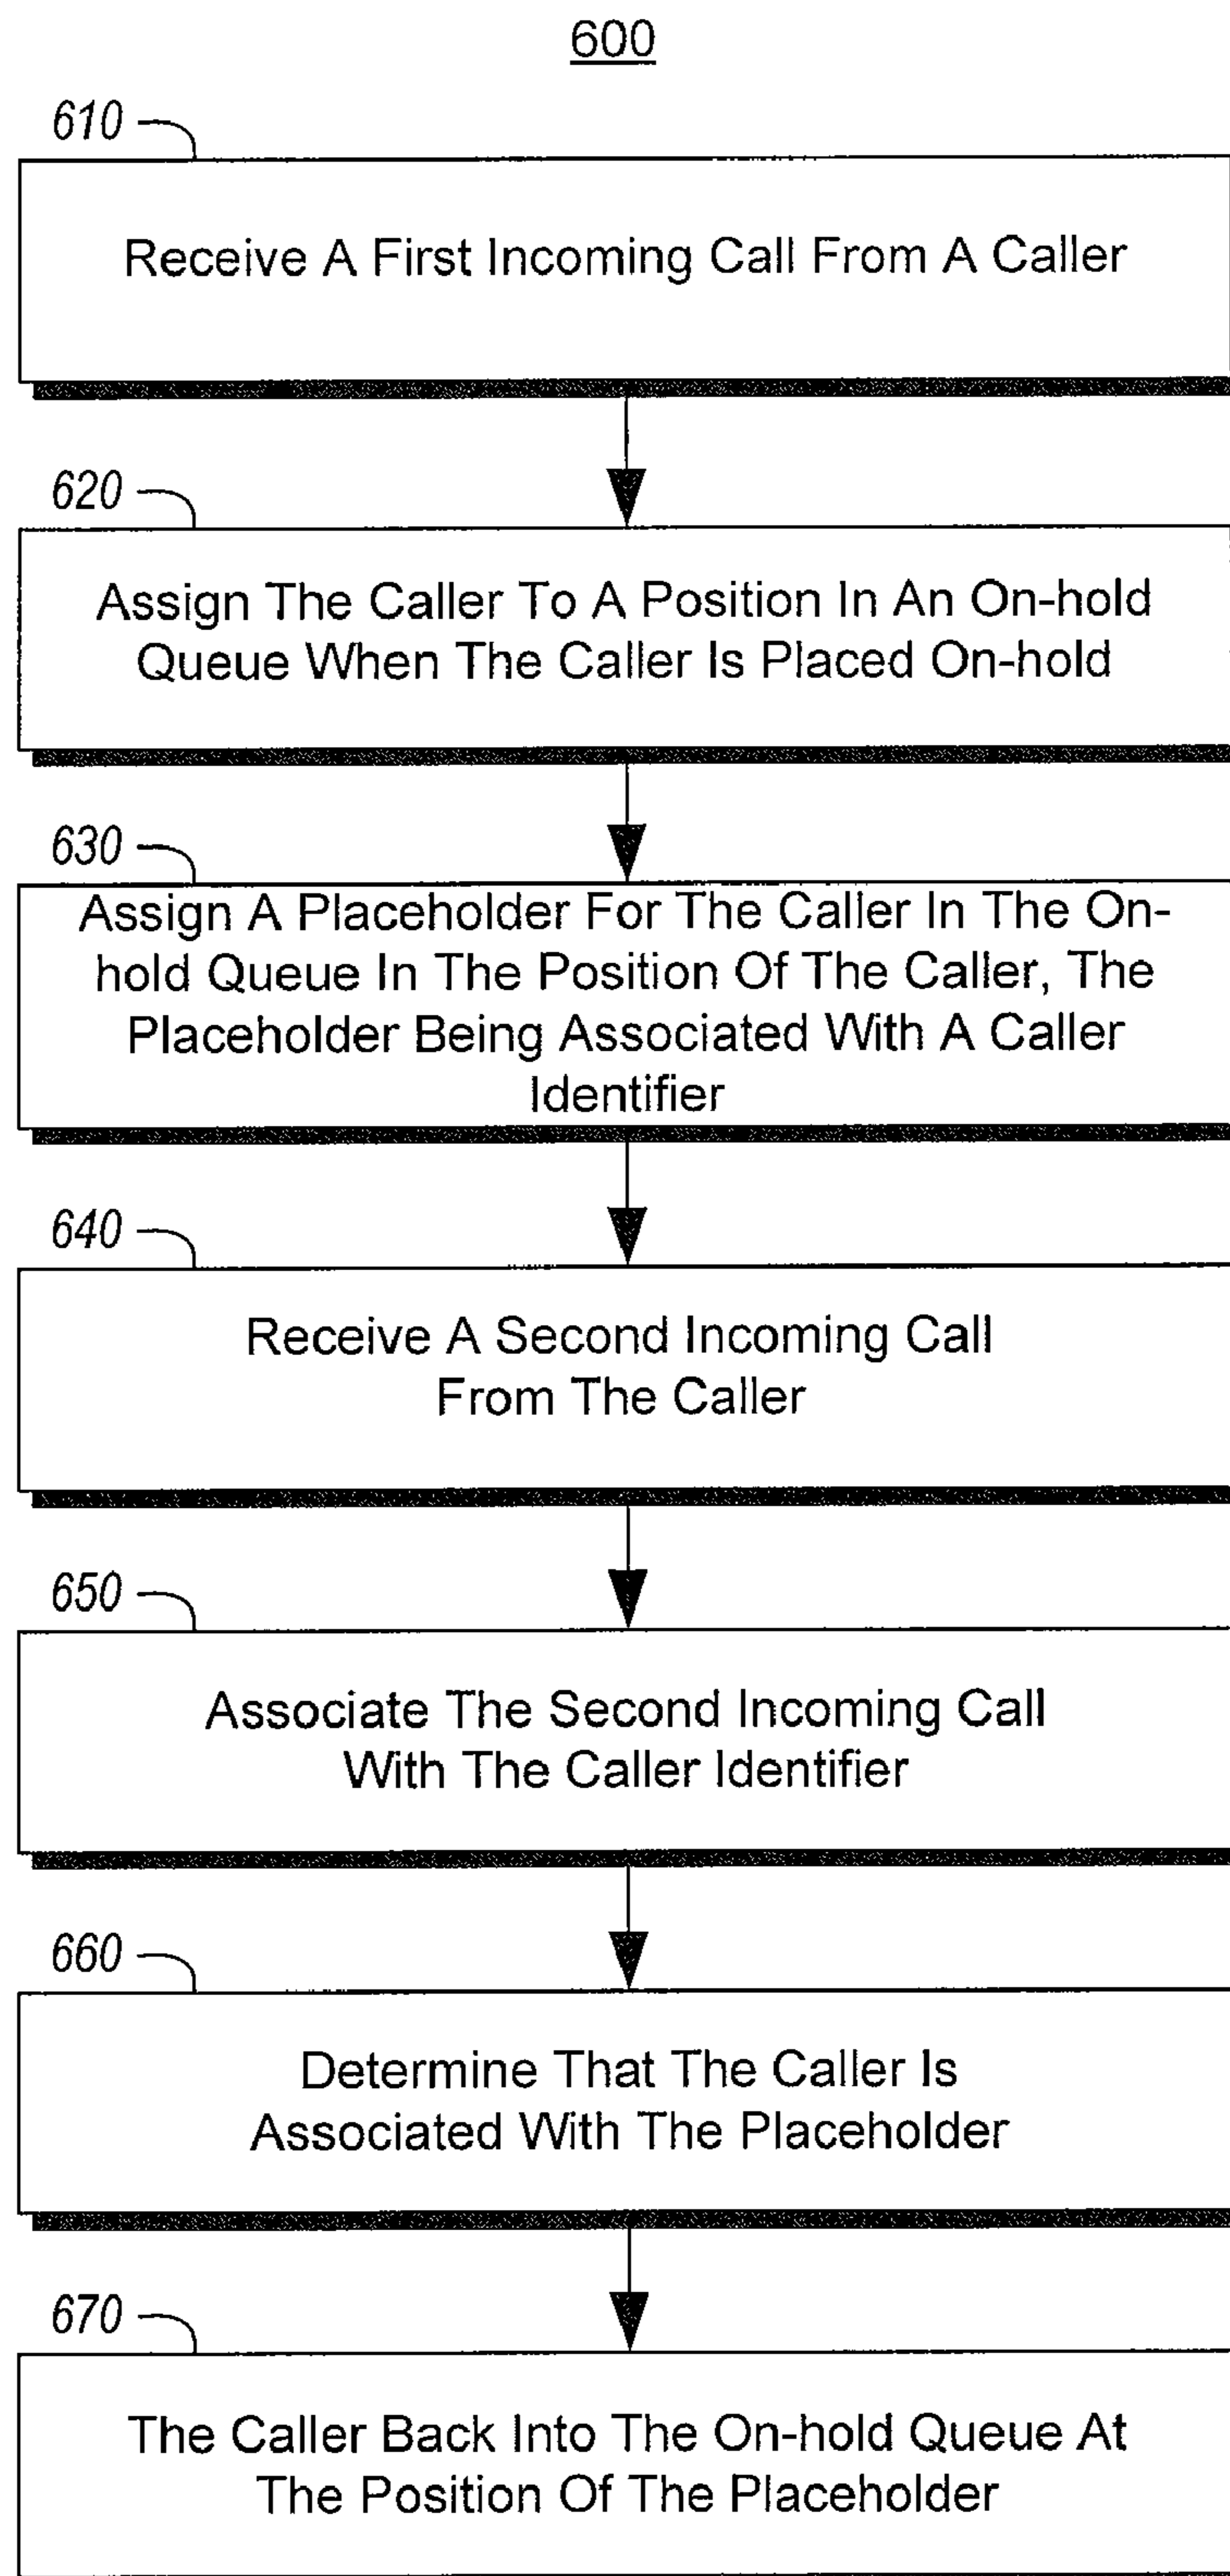 600
610
Receive A First Incoming Call From A Caller
620
Assign The Caller To A Position In An On-hold
Queue When The Caller Is Placed On-hold
630
Assign A Placeholder For The Caller In The On-
hold Queue In The Position Of The Caller, The
Placeholder Being Associated With A Caller
Identifier
640
Receive A Second Incoming Call
From The Caller
650
Associate The Second Incoming Call
With The Caller Identifier
660
Determine That The Caller Is
Associated With The Placeholder
670
The Caller Back Into The On-hold Queue At
The Position Of The Placeholder